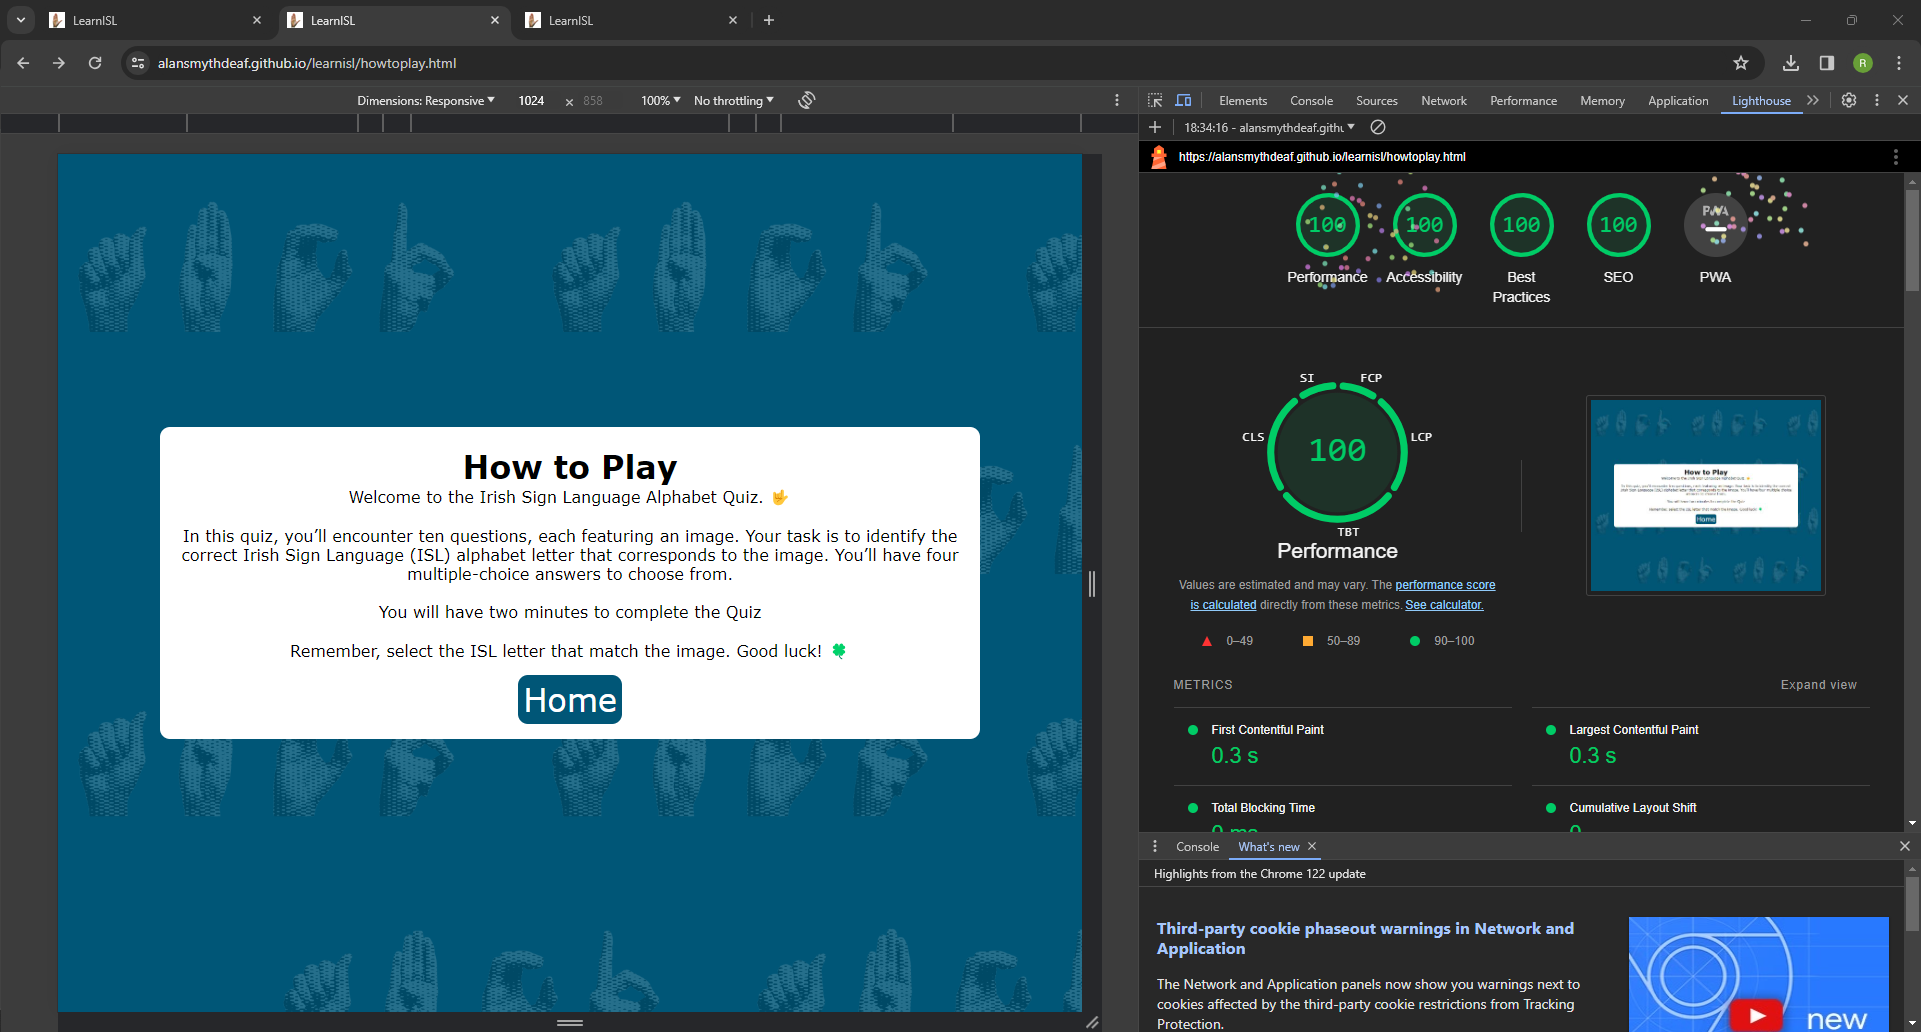 LearnISL
LearnISL
LearnISL
alansmythdeaf.github.io/learnisl/howtoplay.html
R
Dimensions: Responsive
1024
×
858
100%
No throttling
Elements
Console
Sources
Network
Performance
Memory
Application
Lighthouse
18:34:16 - alansmythdeaf.githu
https://alansmythdeaf.github.io/learnisl/howtoplay.html
100
100
100
100
PWA
Performance
Accessibility
Best
Practices
SEO
PWA
SI
FCP
CLS
LCP
100
TBT
Performance
Values are estimated and may vary. The performance score
is calculated directly from these metrics. See calculator.
0–49
50–89
90–100
METRICS
Expand view
First Contentful Paint
0.3 s
Largest Contentful Paint
0.3 s
Total Blocking Time
0 ms
Cumulative Layout Shift
0
How to Play
Welcome to the Irish Sign Language Alphabet Quiz. 🤟
In this quiz, you’ll encounter ten questions, each featuring an image. Your task is to identify the
correct Irish Sign Language (ISL) alphabet letter that corresponds to the image. You’ll have four
multiple-choice answers to choose from.
You will have two minutes to complete the Quiz
Remember, select the ISL letter that match the image. Good luck! 🍀
Home
Console
What's new
Highlights from the Chrome 122 update
Third-party cookie phaseout warnings in Network and
Application
The Network and Application panels now show you warnings next to
cookies affected by the third-party cookie restrictions from Tracking
Protection.
new